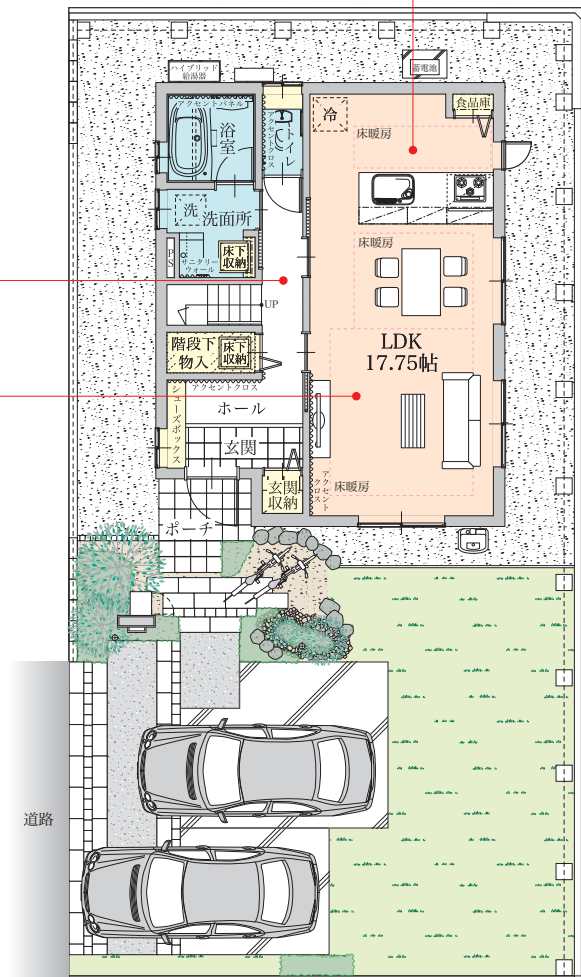 ハイブリッド
給湯器
蓄電池
アクセントパネル
浴室
アクセントクロス
トイレ
冷
食品庫
床暖房
洗
洗面所
床暖房
PS
サニタリー
ウォール
床下
収納
UP
LDK
17.75帖
階段下
物入
床下
収納
アクセントクロス
ホール
シューズボックス
玄関
玄関
収納
アクセント
クロス
床暖房
ポーチ
道路